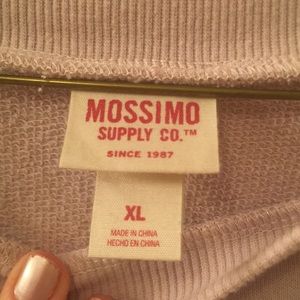 MOSSIMO
SUPPLY CO.™
SINCE 1987
XL
MADE IN CHINA
HECHO EN CHINA